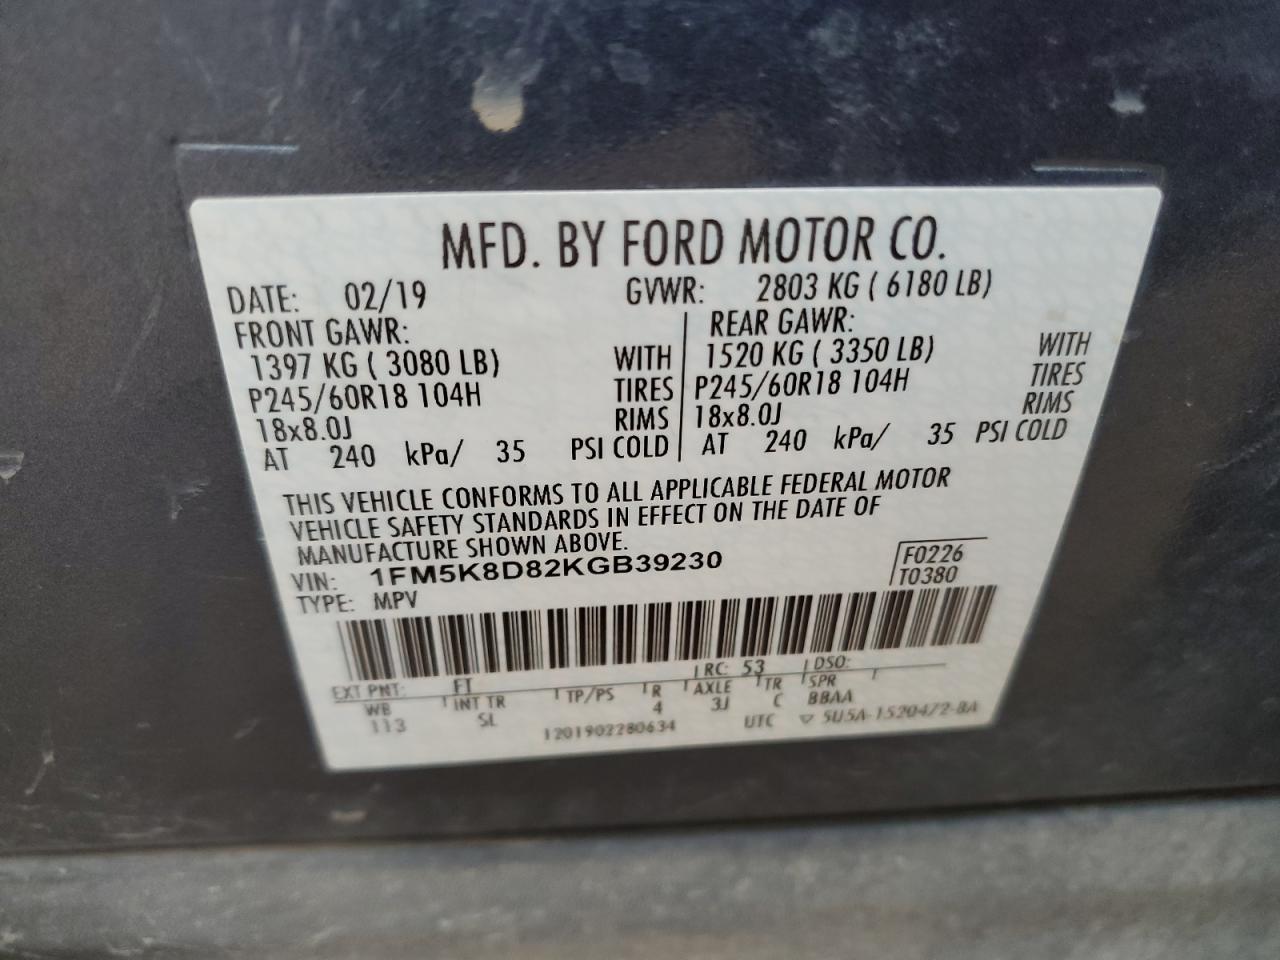 MFD. BY FORD MOTOR CO.
DATE: 02/19 GVWR: 2803 KG ( 6180 LB)
FRONT GAWR: REAR GAWR:
1397 KG ( 3080 LB) WITH 1520 KG ( 3350 LB) WITH
P245/60R18 104H TIRES P245/60R18 104H TIRES
18x8.0J RIMS 18x8.0J RIMS
AT 240 kPa/ 35 PSI COLD AT 240 kPa/ 35 PSI COLD
THIS VEHICLE CONFORMS TO ALL APPLICABLE FEDERAL MOTOR
VEHICLE SAFETY STANDARDS IN EFFECT ON THE DATE OF
MANUFACTURE SHOWN ABOVE.
VIN: 1FM5K8D82KGB39230 F0226
TYPE: MPV T0380
EXT PNT: FT RC: 53 DSO:
WB INT TR TP/PS R AXLE TR SPR
113 SL 4 3J C BBAA
1201902280634 UTC ▽ 5U5A-1520472-BA